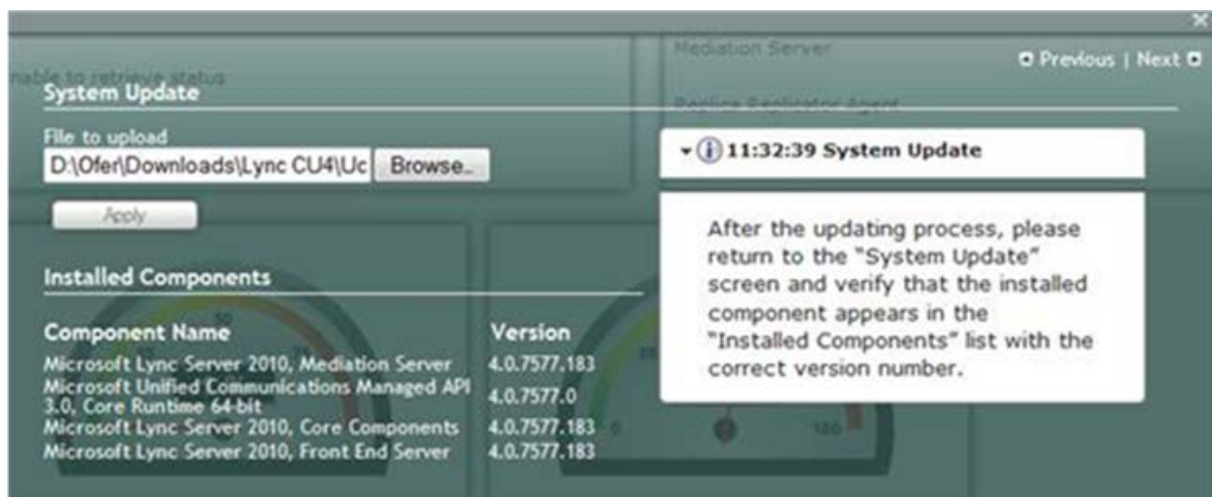 Mediation Server
Previous | Next
nable to retrieve status
System Update
Replica Replicator Agent
File to upload
D:\Ofer\Downloads\Lync CU4\Uc Browse..
Apply
11:32:39 System Update
After the updating process, please
return to the "System Update"
screen and verify that the installed
component appears in the
"Installed Components" list with the
correct version number.
Installed Components
Component Name Version
Microsoft Lync Server 2010, Mediation Server 4.0.7577.183
Microsoft Unified Communications Managed API
3.0, Core Runtime 64-bit 4.0.7577.0
Microsoft Lync Server 2010, Core Components 4.0.7577.183
Microsoft Lync Server 2010, Front End Server 4.0.7577.183
50
0
100